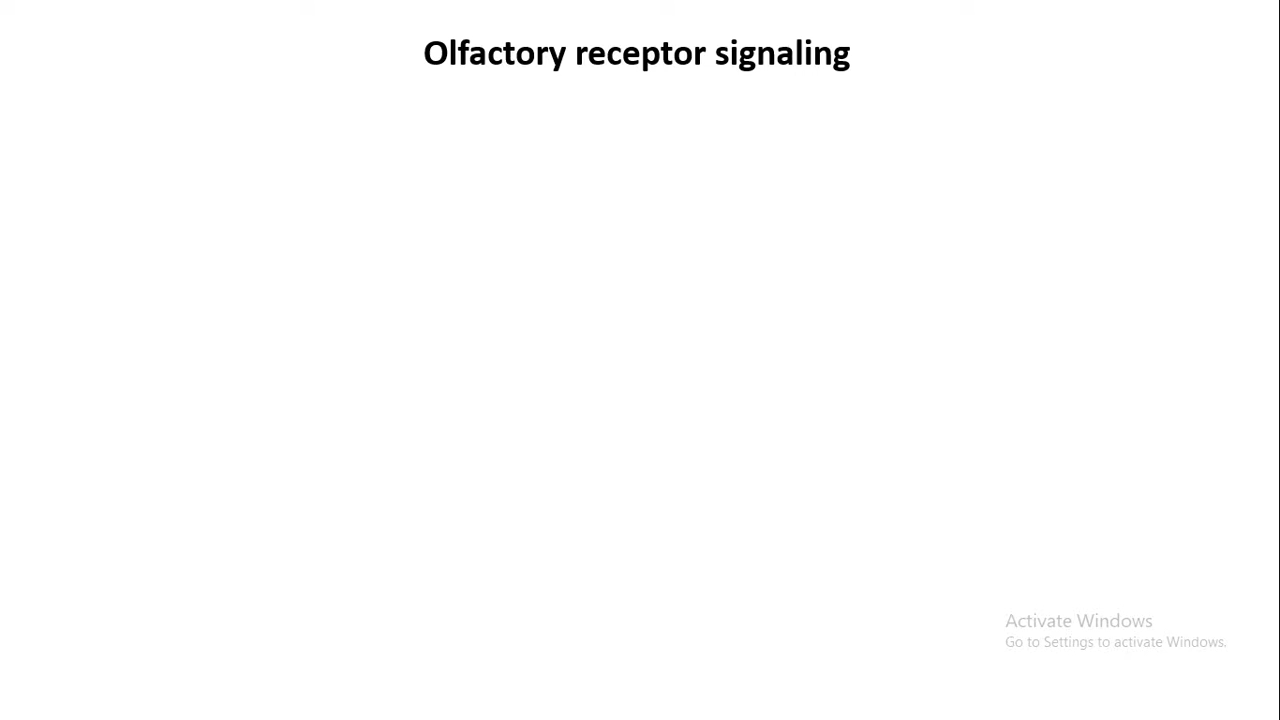 Olfactory receptor signaling
Activate Windows
Go to Settings to activate Windows.